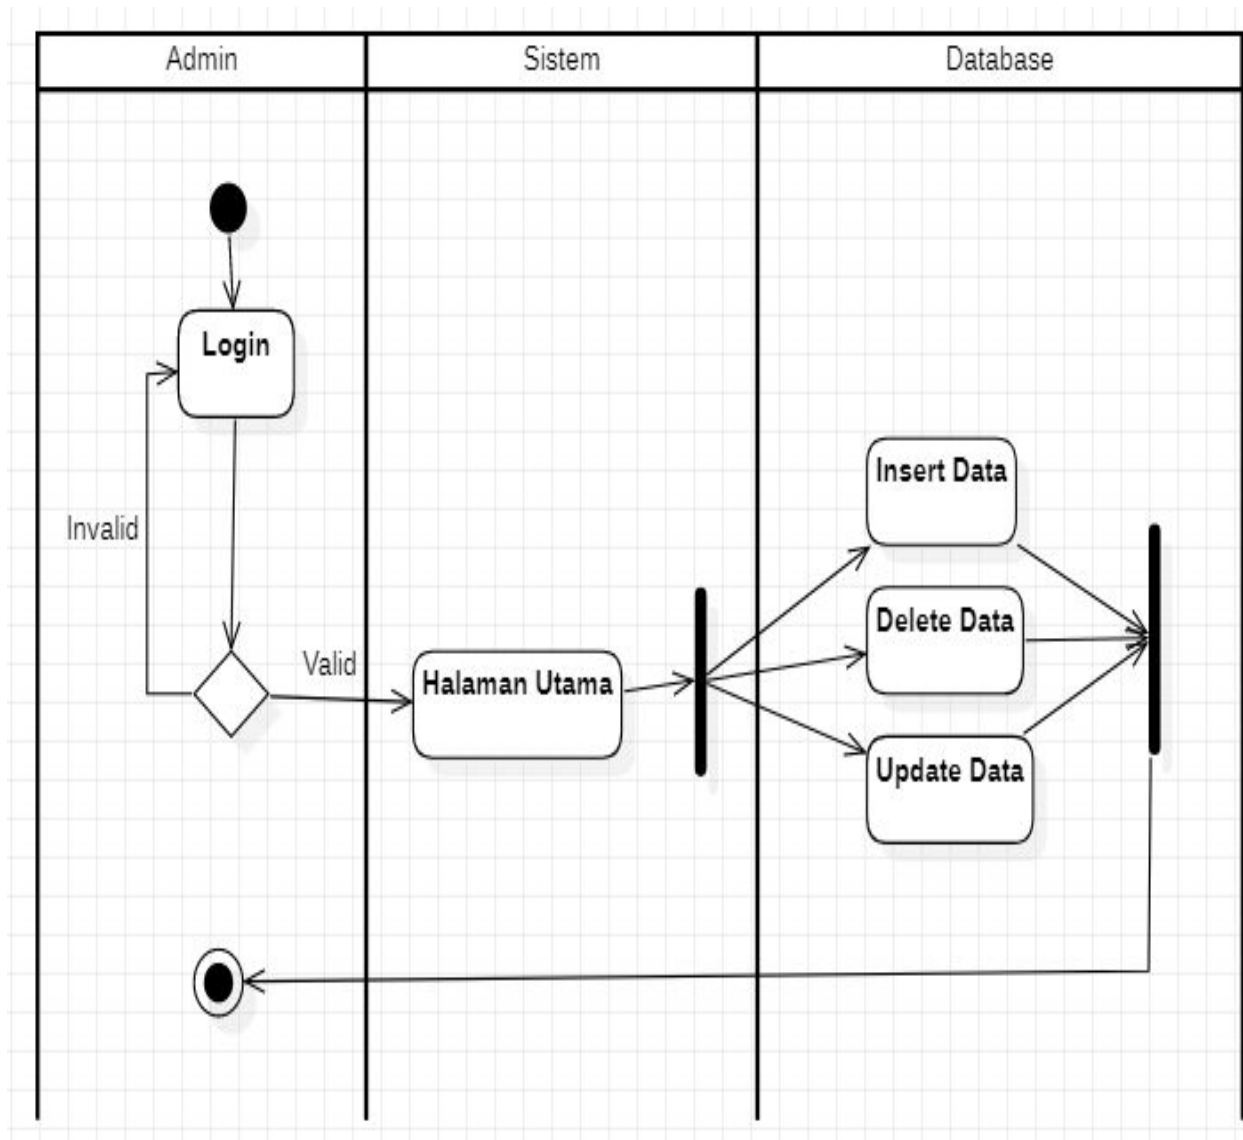 Admin
Sistem
Database
Login
Invalid
Valid
Halaman Utama
Insert Data
Delete Data
Update Data